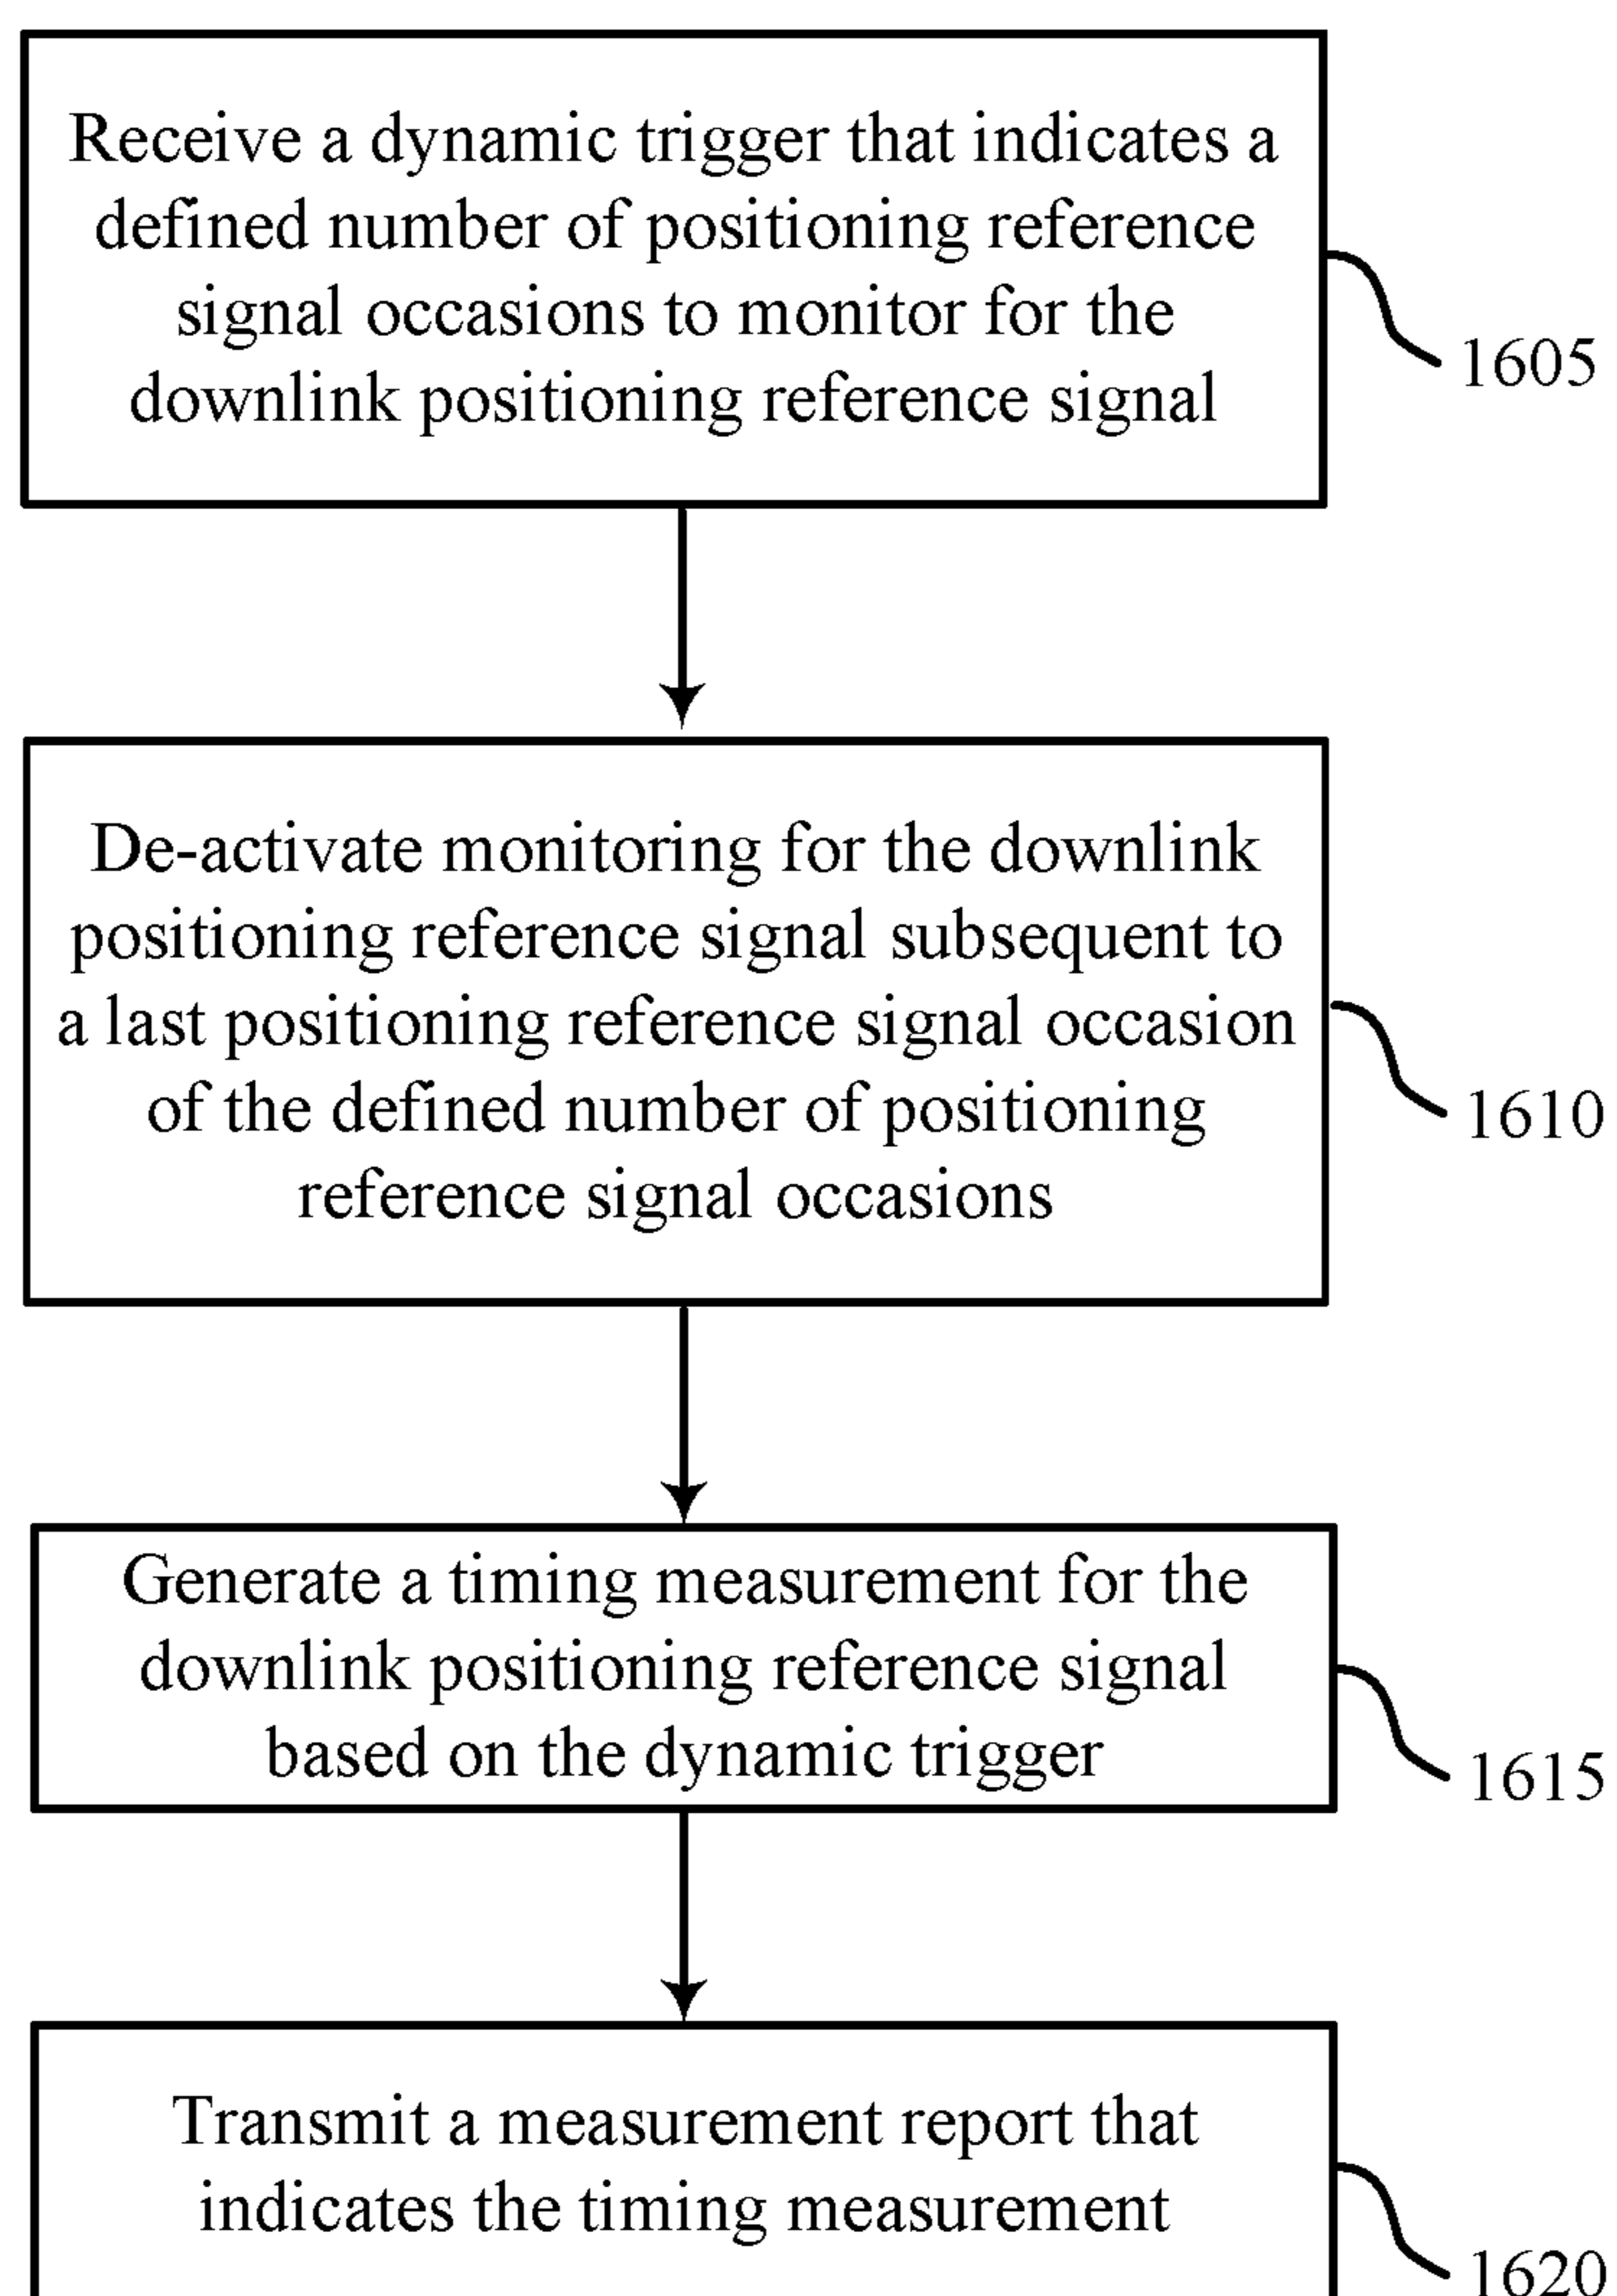 Receive a dynamic trigger that indicates a
defined number of positioning reference
signal occasions to monitor for the
downlink positioning reference signal
1605
De-activate monitoring for the downlink
positioning reference signal subsequent to
a last positioning reference signal occasion
of the defined number of positioning
reference signal occasions
1610
Generate a timing measurement for the
downlink positioning reference signal
based on the dynamic trigger
1615
Transmit a measurement report that
indicates the timing measurement
1620